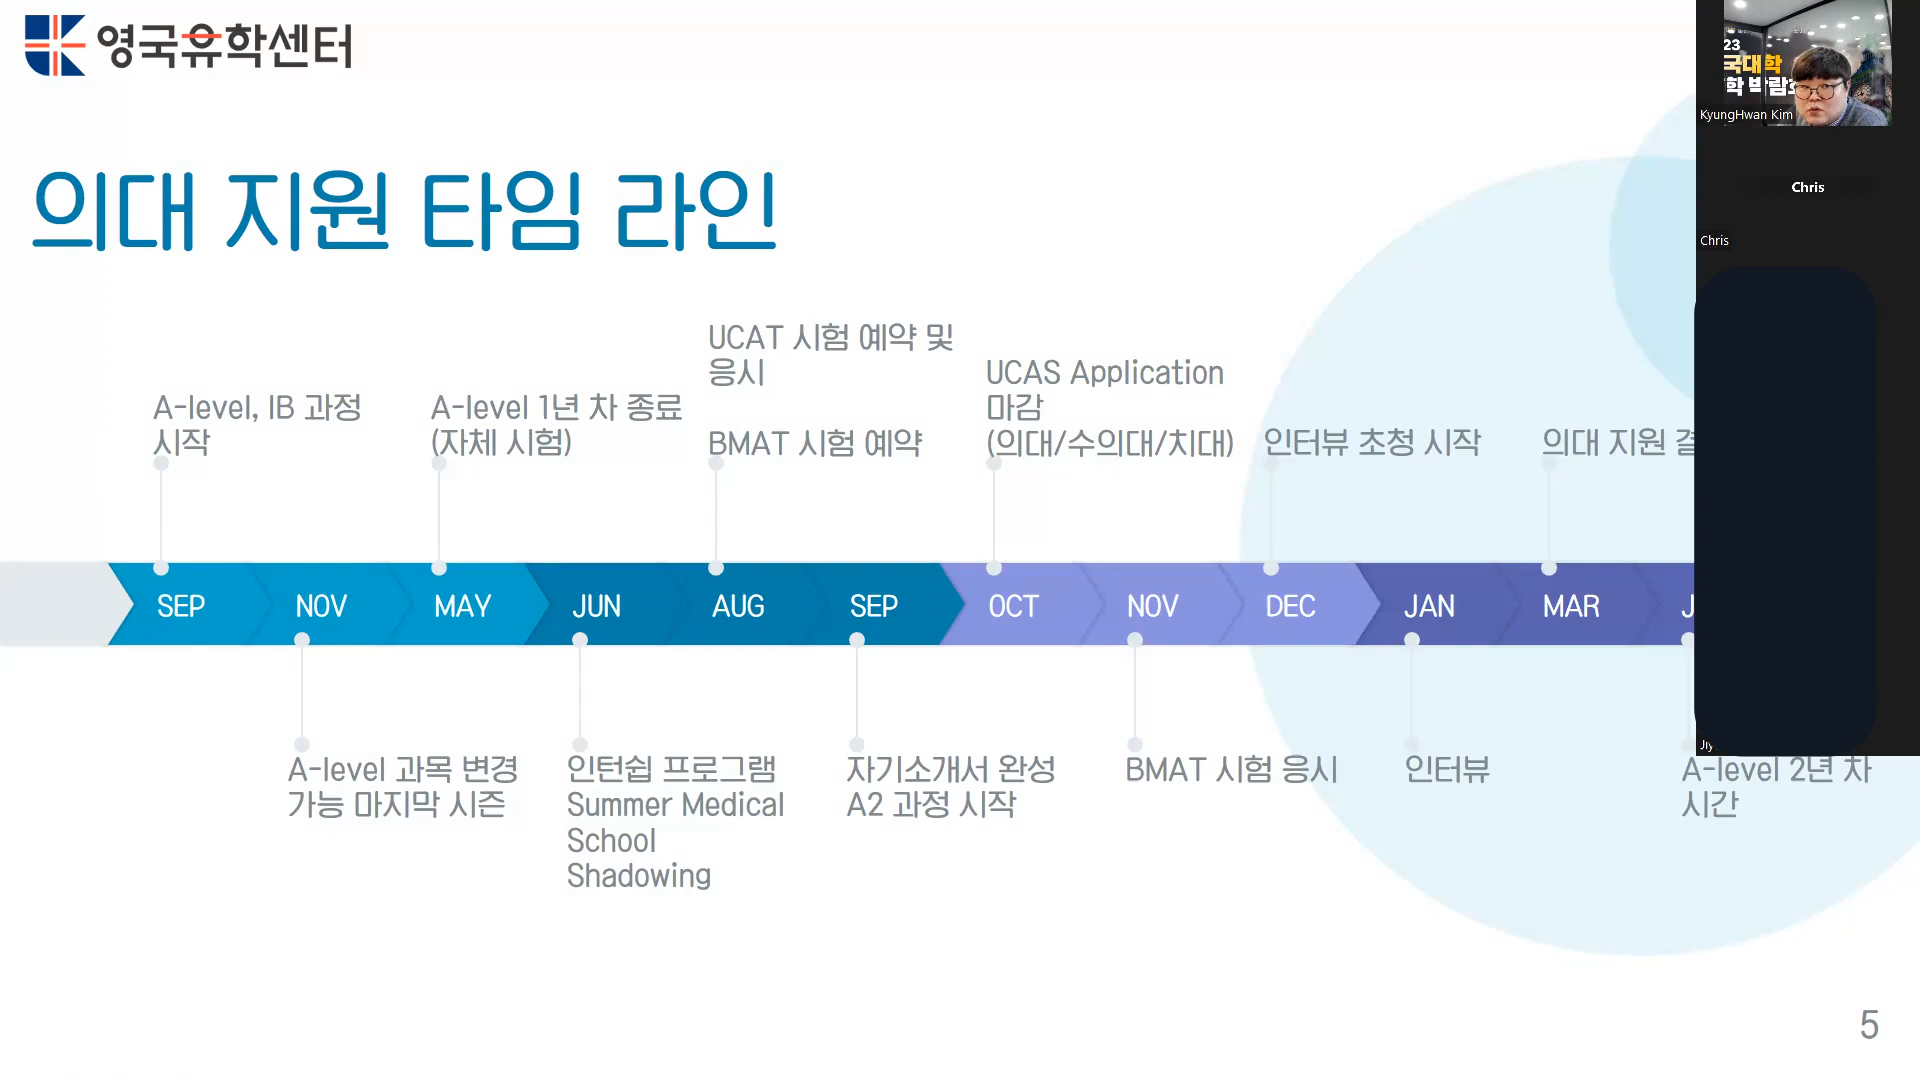 영국유학센터
의대 지원 타임 라인
A-level, IB 과정
시작
A-level 1년 차 종료
(자체 시험)
UCAT 시험 예약 및
응시
BMAT 시험 예약
UCAS Application
마감
(의대/수의대/치대)
인터뷰 초청 시작
의대 지원
SEP
NOV
MAY
JUN
AUG
SEP
OCT
NOV
DEC
JAN
MAR
A-level 과목 변경
가능 마지막 시즌
인턴쉽 프로그램
Summer Medical
School
Shadowing
자기소개서 완성
A2 과정 시작
BMAT 시험 응시
인터뷰
A-level 2년 차
시간
5
23
국대학
학 박람
KyungHwan Kim
Chris
Chris